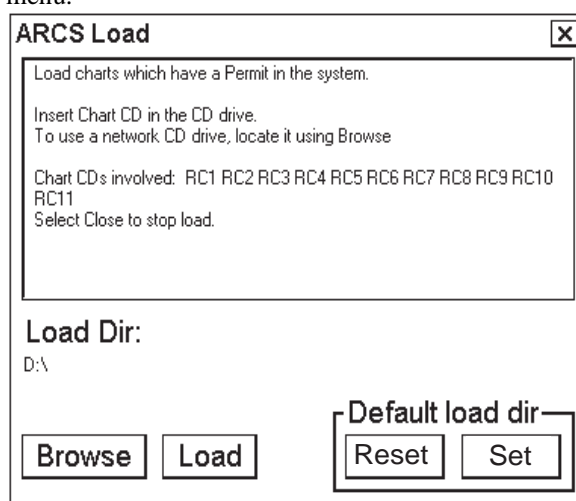 menu.
ARCS Load
Load charts which have a Permit in the system.
Insert Chart CD in the CD drive.
To use a network CD drive, locate it using Browse
Chart CDs involved: RC1 RC2 RC3 RC4 RC5 RC6 RC7 RC8 RC9 RC10
RC11
Select Close to stop load.
Load Dir:
D:\
Default load dir
Browse Load Reset Set